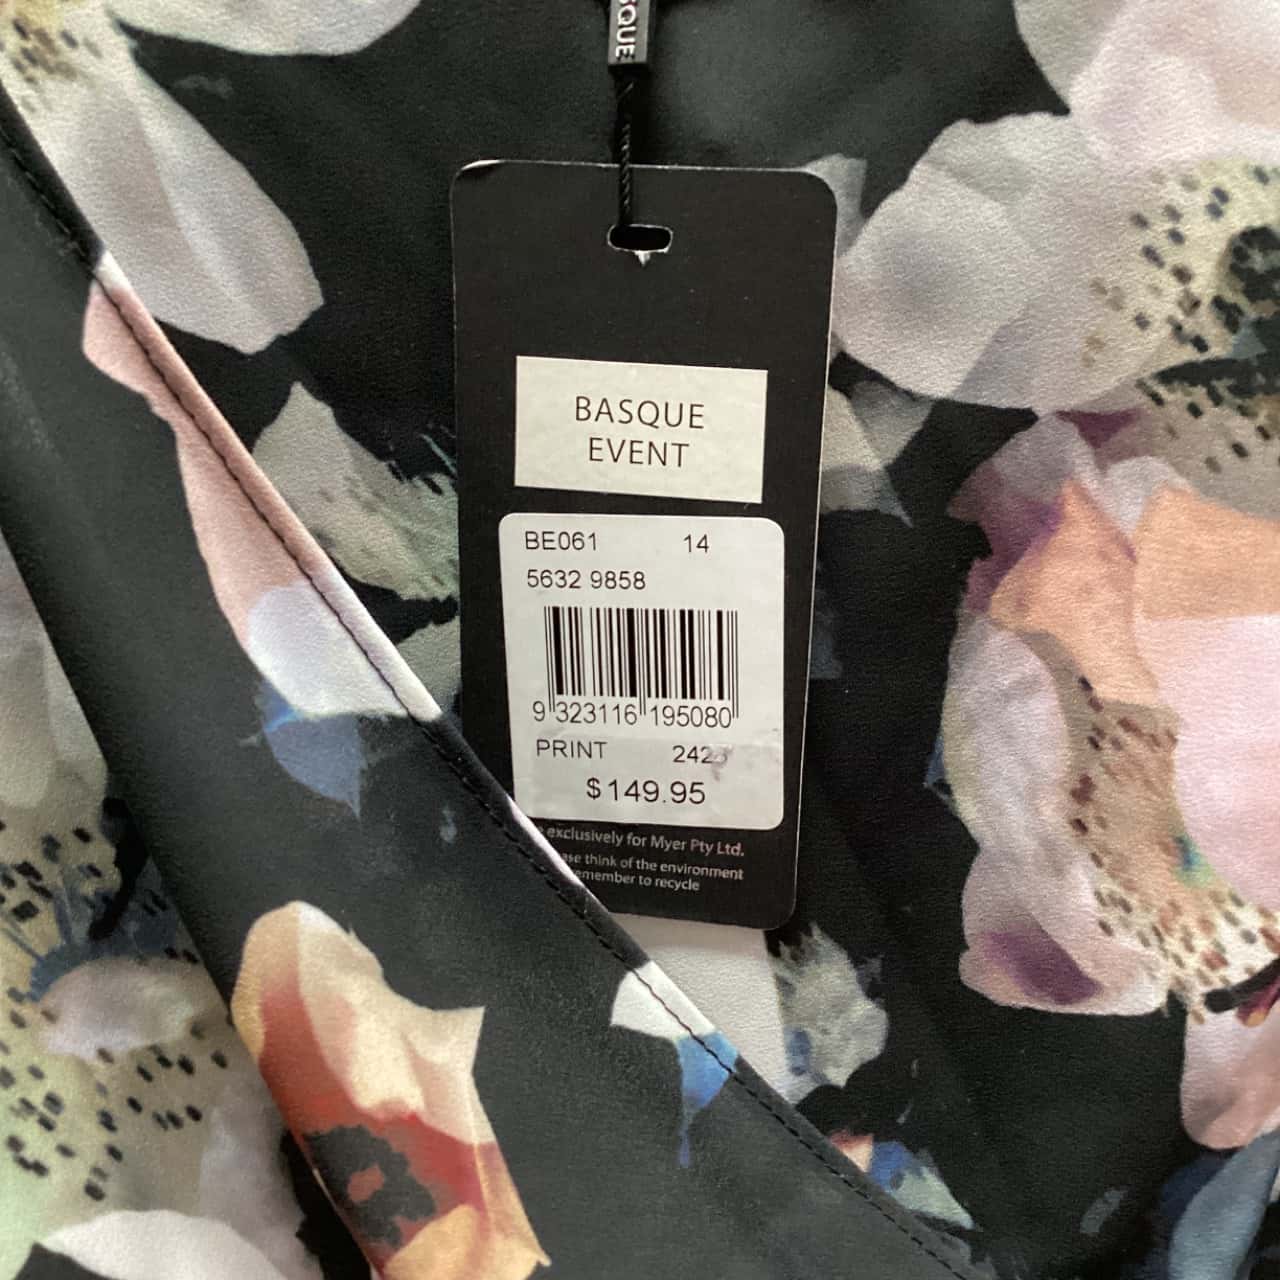 BASQUE
EVENT
BE061 14
5632 9858
9 323116 195080
PRINT
$149.95
exclusively for Myer Pty Ltd.
think of the environment
remember to recycle